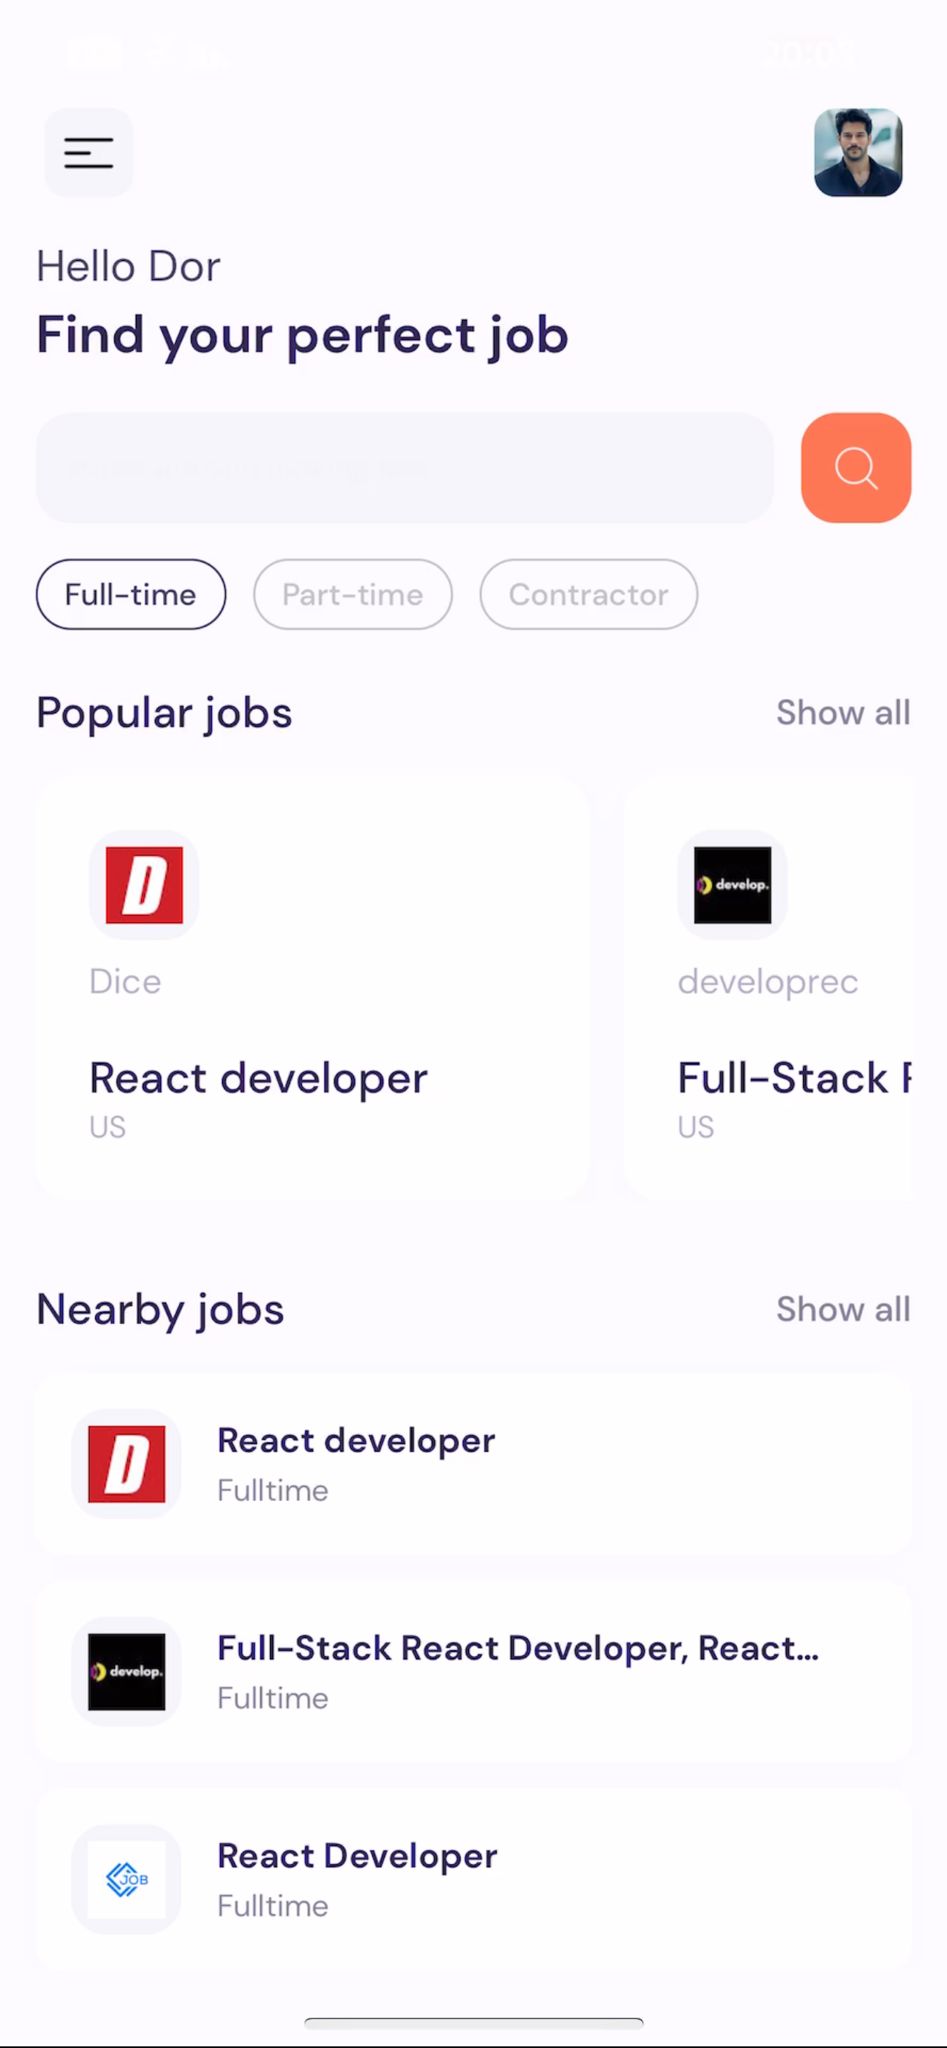 Hello Dor
Find your perfect job
Full-time
Part-time
Contractor
Popular jobs
Show all
D
Dice
React developer
US
develop.
developrec
Full-Stack
US
Nearby jobs
Show all
D
React developer
Fulltime
develop.
Full-Stack React Developer, React...
Fulltime
JOB
React Developer
Fulltime